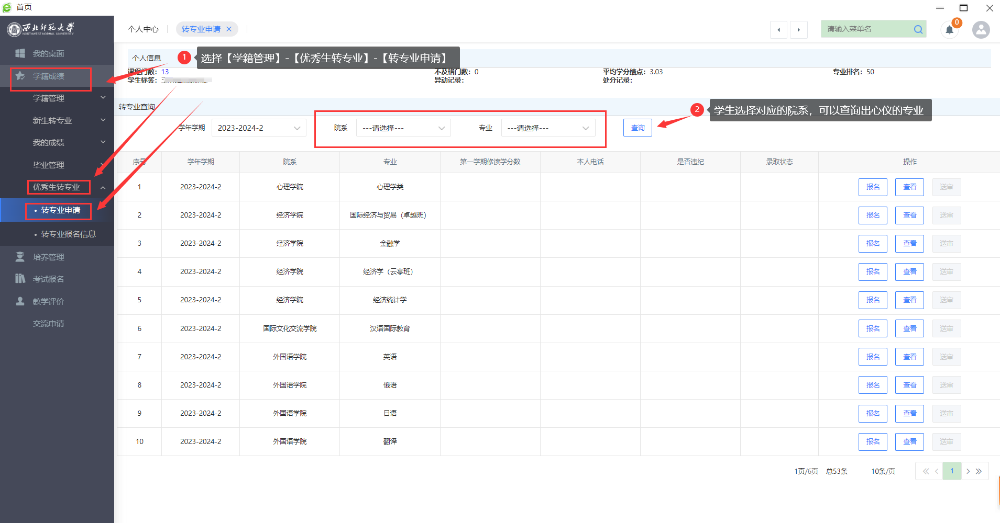 首页
西北师范大学
NORTHWEST NORMAL UNIVERSITY
个人中心
转专业申请
请输入菜单名
0
我的桌面
学籍成绩
学籍管理
新生转专业
我的成绩
毕业管理
优秀生转专业
• 转专业申请
• 转专业报名信息
培养管理
考试报名
教学评价
交流申请
个人信息
1 选择【学籍管理】-【优秀生转专业】-【转专业申请】
课程门数：13 不及格门数：0 平均学分绩点：3.03 专业排名：50
学生标签： 异动记录： 处分记录：
转专业查询
2 学生选择对应的院系，可以查询出心仪的专业
学年学期 2023-2024-2 院系 ---请选择--- 专业 ---请选择--- 查询
序号 学年学期 院系 专业 第一学期修读学分数 本人电话 是否违纪 录取状态 操作
1 2023-2024-2 心理学院 心理学类 报名 查看 送审
2 2023-2024-2 经济学院 国际经济与贸易（卓越班） 报名 查看 送审
3 2023-2024-2 经济学院 金融学 报名 查看 送审
4 2023-2024-2 经济学院 经济学（云亭班） 报名 查看 送审
5 2023-2024-2 经济学院 经济统计学 报名 查看 送审
6 2023-2024-2 国际文化交流学院 汉语国际教育 报名 查看 送审
7 2023-2024-2 外国语学院 英语 报名 查看 送审
8 2023-2024-2 外国语学院 俄语 报名 查看 送审
9 2023-2024-2 外国语学院 日语 报名 查看 送审
10 2023-2024-2 外国语学院 翻译 报名 查看 送审
1页/6页 总53条 10条/页 1